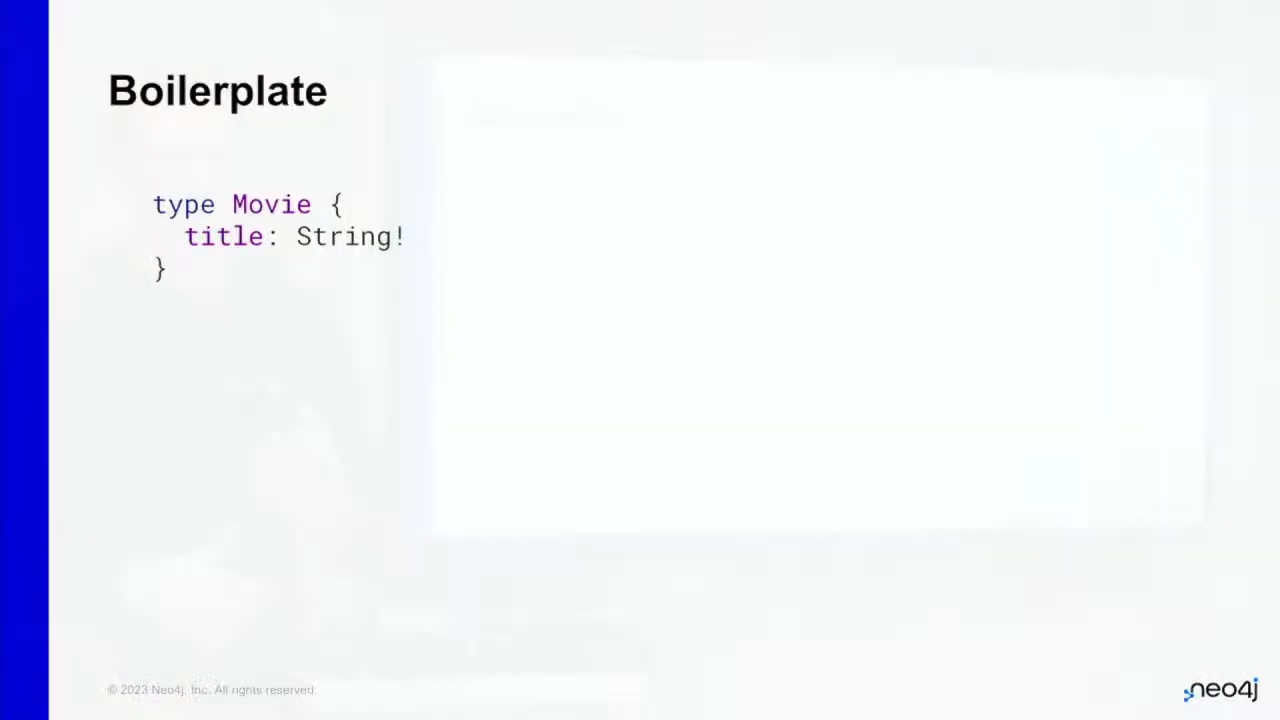 Boilerplate
type Movie {
  title: String!
}
© 2023 Neo4j, Inc. All rights reserved.
neo4j